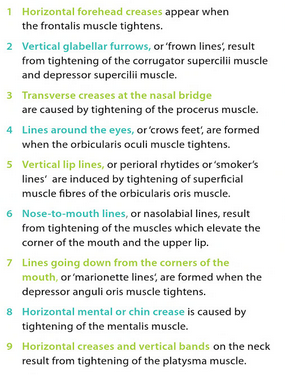 1 Horizontal forehead creases appear when
the frontalis muscle tightens.
2 Vertical glabellar furrows, or ‘frown lines’, result
from tightening of the corrugator supercilii muscle
and depressor supercilii muscle.
3 Transverse creases at the nasal bridge
are caused by tightening of the procerus muscle.
4 Lines around the eyes, or ‘crows feet’, are formed
when the orbicularis oculi muscle tightens.
5 Vertical lip lines, or perioral rhytides or ‘smoker’s
lines’ are induced by tightening of superficial
muscle fibres of the orbicularis oris muscle.
6 Nose-to-mouth lines, or nasolabial lines, result
from tightening of the muscles which elevate the
corner of the mouth and the upper lip.
7 Lines going down from the corners of the
mouth, or ‘marionette lines’, are formed when the
depressor anguli oris muscle tightens.
8 Horizontal mental or chin crease is caused by
tightening of the mentalis muscle.
9 Horizontal creases and vertical bands on the neck
result from tightening of the platysma muscle.